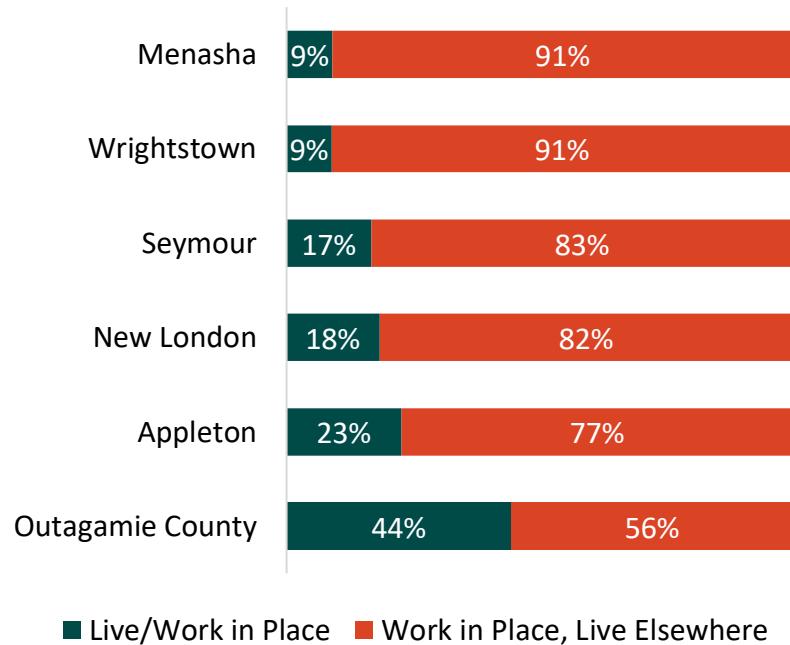 Menasha 9% 91%
Wrightstown 9% 91%
Seymour 17% 83%
New London 18% 82%
Appleton 23% 77%
Outagamie County 44% 56%
Live/Work in Place Work in Place, Live Elsewhere